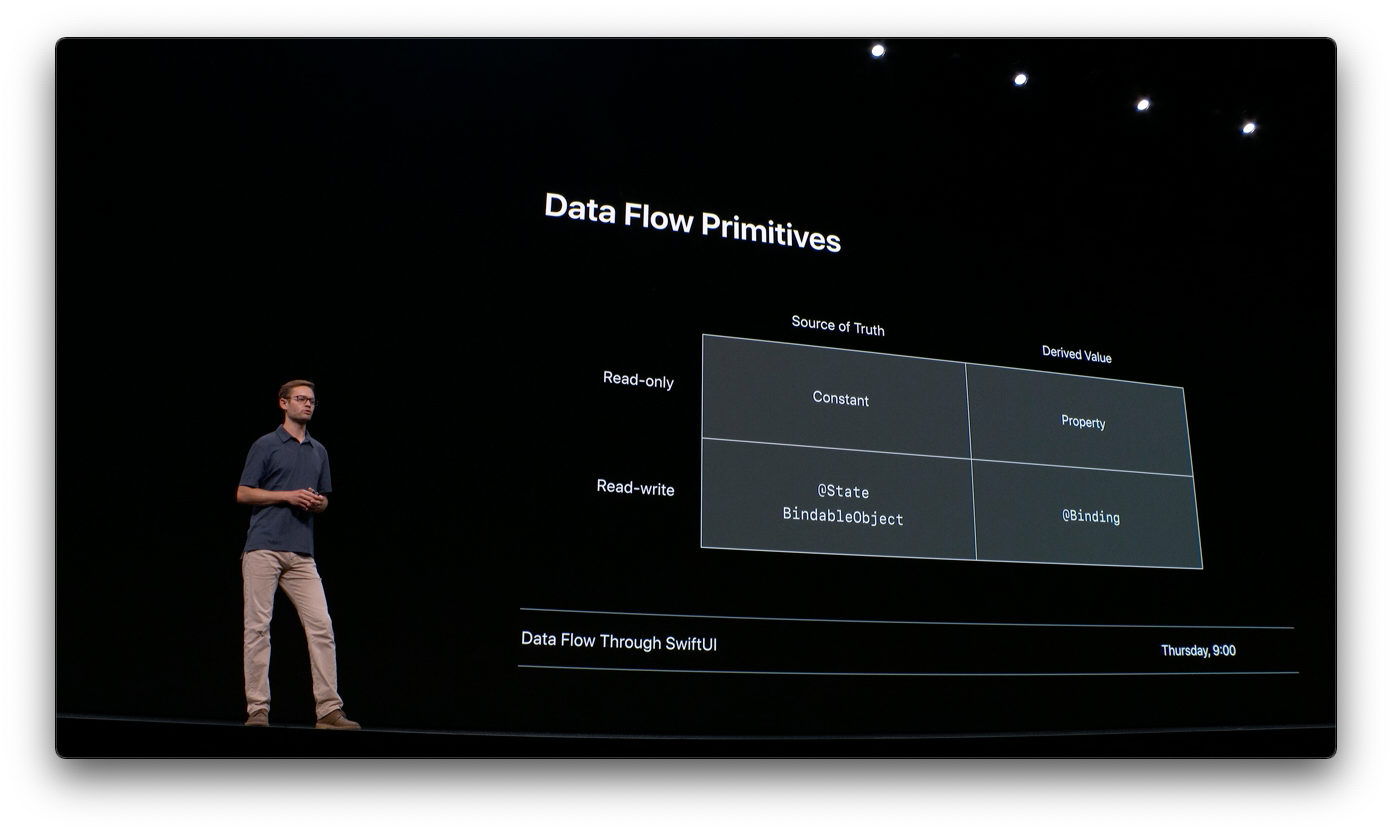 Data Flow Primitives
Source of Truth
Derived Value
Read-only
Constant
Property
Read-write
@State
BindableObject
@Binding
Data Flow Through SwiftUI
Thursday, 9:00